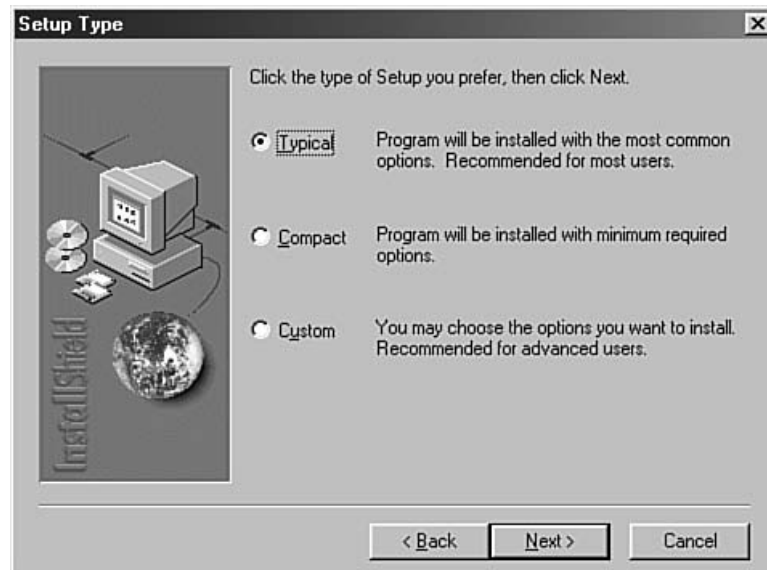 Setup Type
Click the type of Setup you prefer, then click Next.
Typical
Program will be installed with the most common
options. Recommended for most users.
Compact
Program will be installed with minimum required
options.
Custom
You may choose the options you want to install.
Recommended for advanced users.
InstallShield
< Back
Next >
Cancel